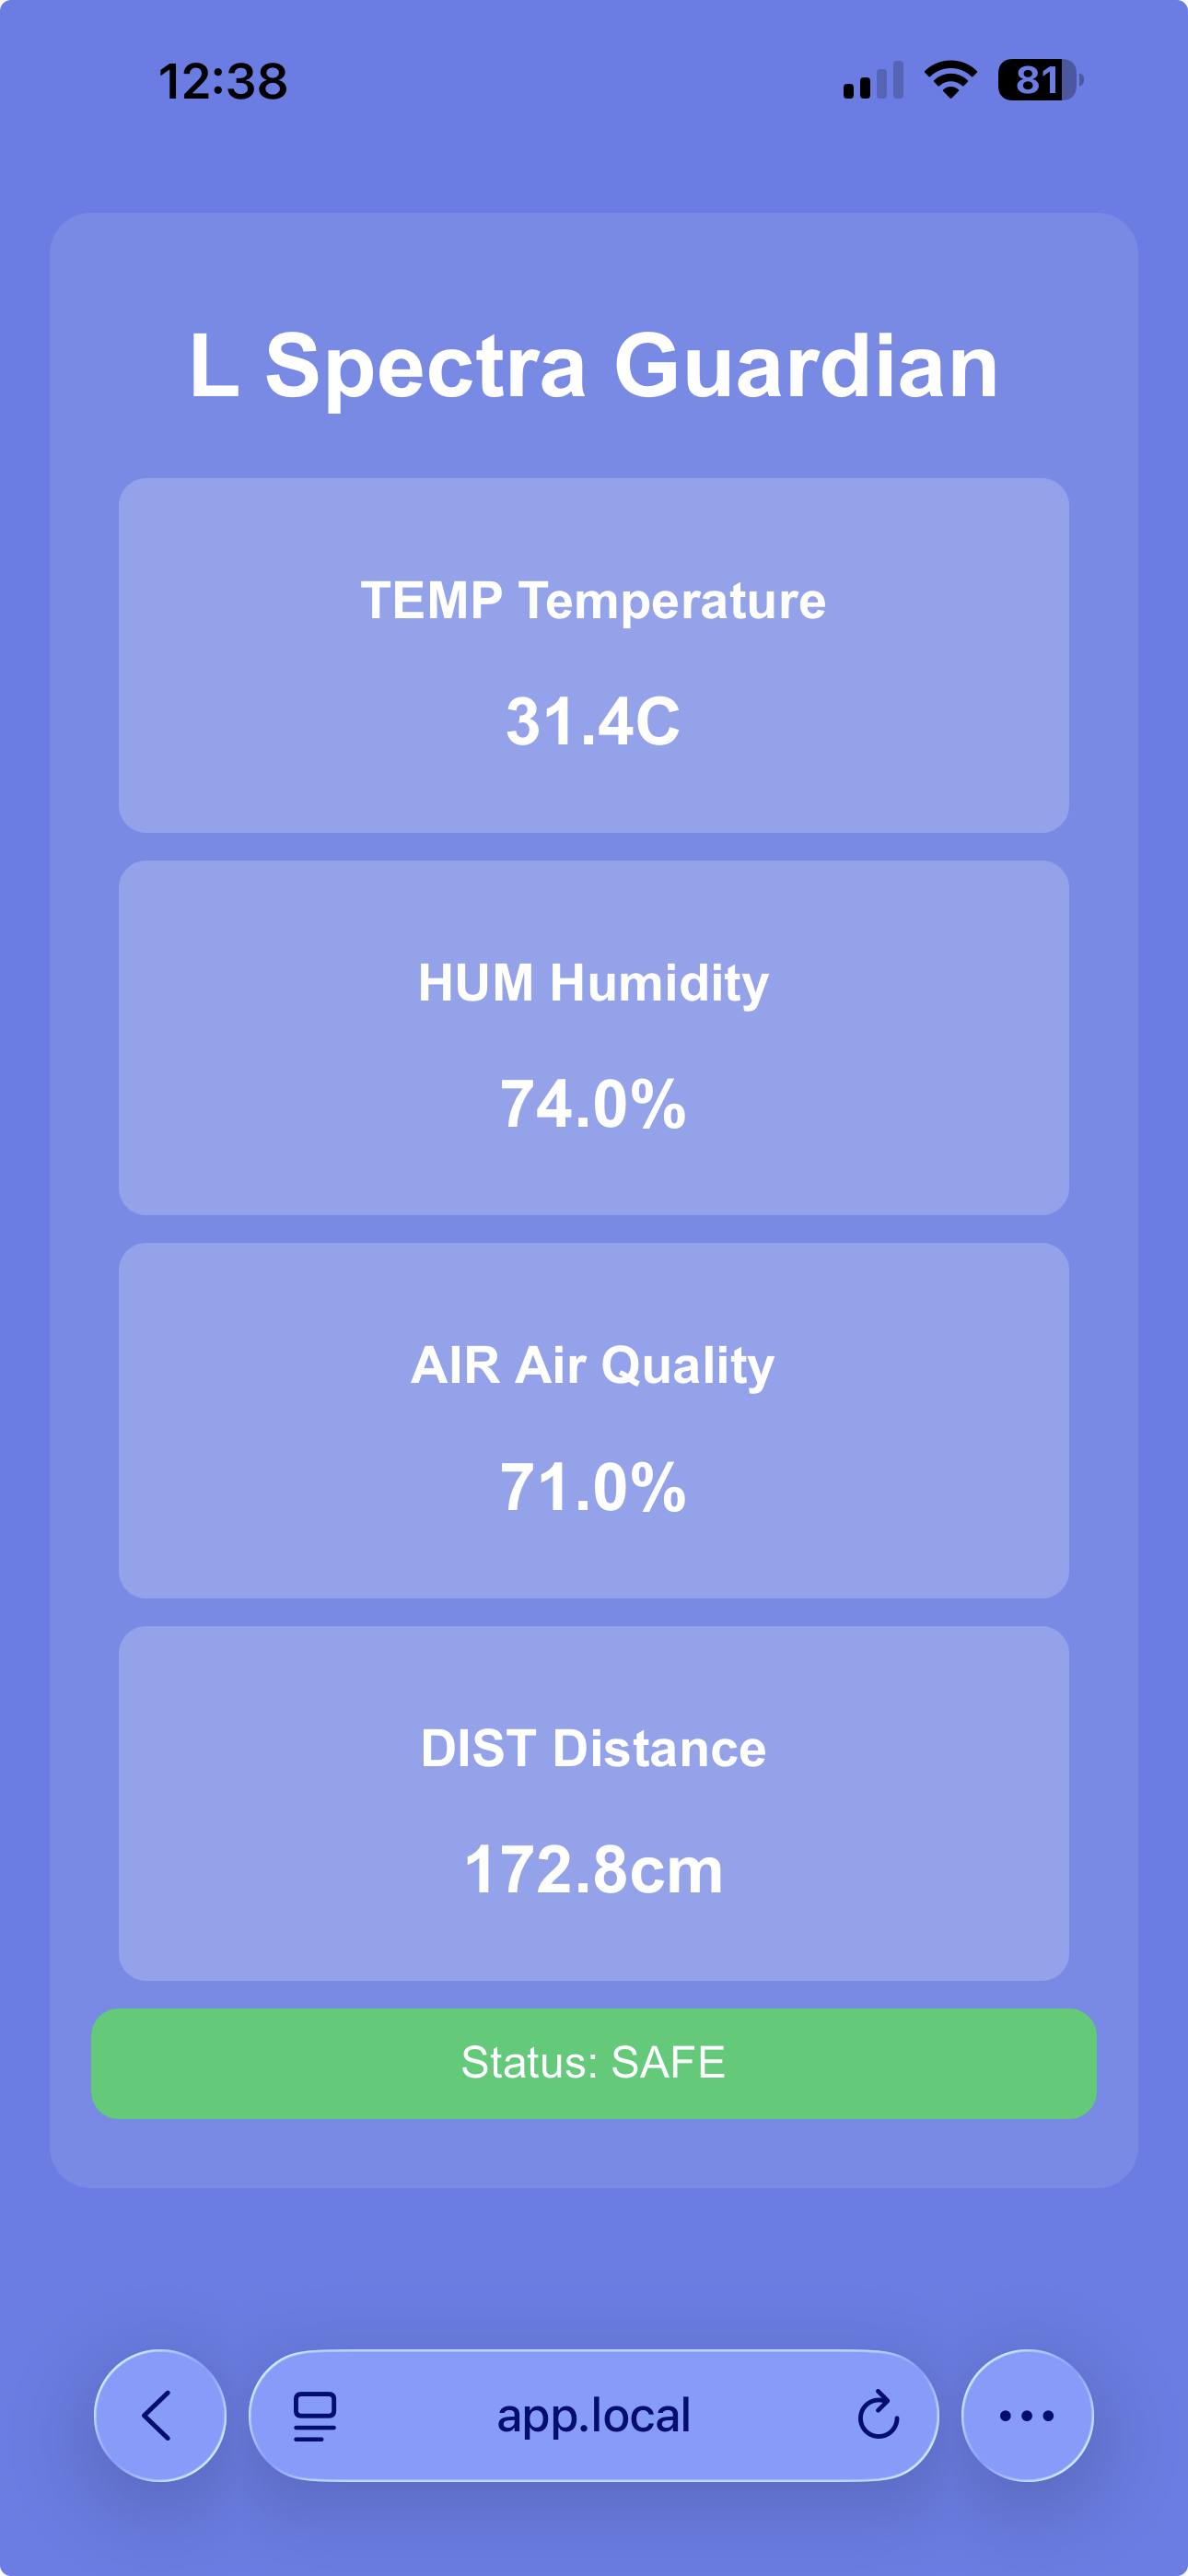 12:38
81
L Spectra Guardian
TEMP Temperature
31.4C
HUM Humidity
74.0%
AIR Air Quality
71.0%
DIST Distance
172.8cm
Status: SAFE
app.local